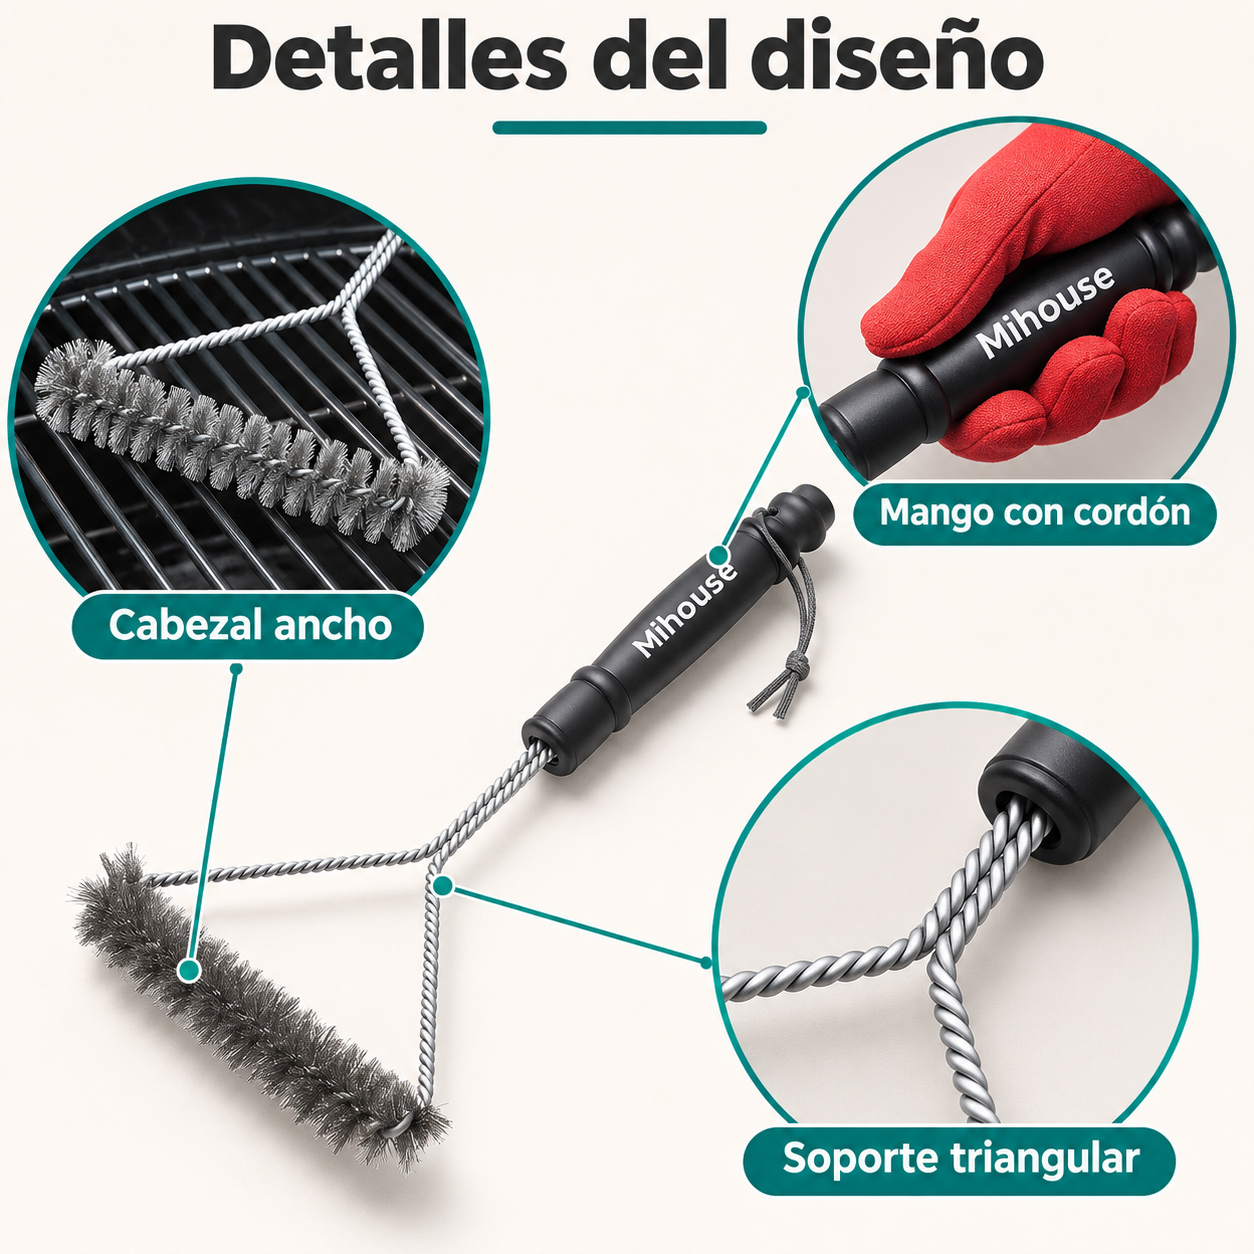 Detalles del diseño
Mihouse
Mango con cordón
Cabezal ancho
Mihouse
Soporte triangular